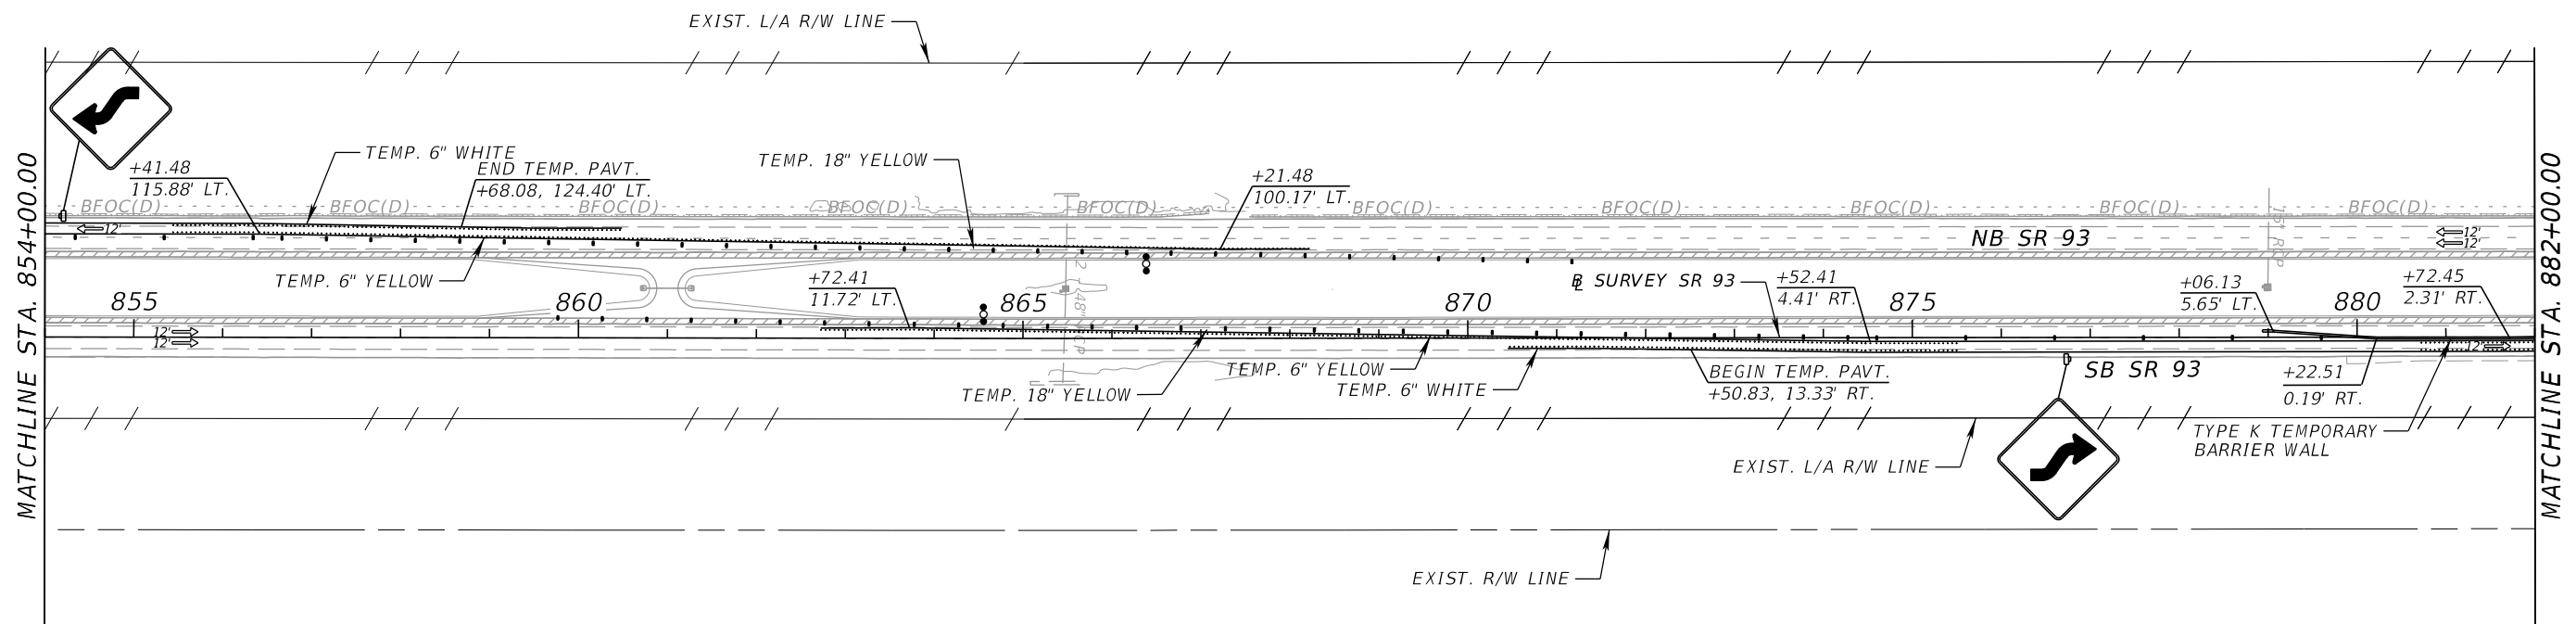 EXIST. L/A R/W LINE
MATCHLINE STA. 854+00.00
MATCHLINE STA. 882+00.00
TEMP. 6" WHITE
+41.48
115.88' LT.
END TEMP. PAVT.
+68.08, 124.40' LT.
TEMP. 18" YELLOW
+21.48
100.17' LT.
BFOC(D) BFOC(D) BFOC(D) BFOC(D) BFOC(D) BFOC(D) BFOC(D) BFOC(D) BFOC(D) BFOC(D)
12'
NB SR 93
12'
12'
15" RCP
TEMP. 6" YELLOW
+72.41
11.72' LT.
B SURVEY SR 93
+52.41
4.41' RT.
+06.13
5.65' LT.
+72.45
2.31' RT.
855 860 865 870 875 880
12'
12'
12'
TEMP. 18" YELLOW
TEMP. 6" YELLOW
TEMP. 6" WHITE
BEGIN TEMP. PAVT.
+50.83, 13.33' RT.
SB SR 93
+22.51
0.19' RT.
TYPE K TEMPORARY
BARRIER WALL
EXIST. L/A R/W LINE
EXIST. R/W LINE